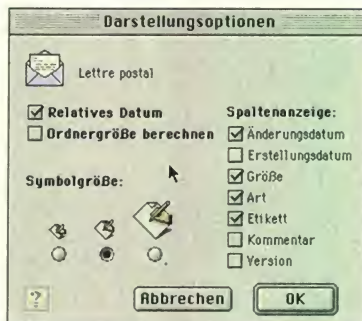 Darstellungsoptionen
Lettre postal
Relatives Datum
Ordnergröße berechnen
Symbolgröße:
Spaltenanzeige:
Änderungsdatum
Erstellungsdatum
Größe
Art
Etikett
Kommentar
Version
?
Abbrechen
OK